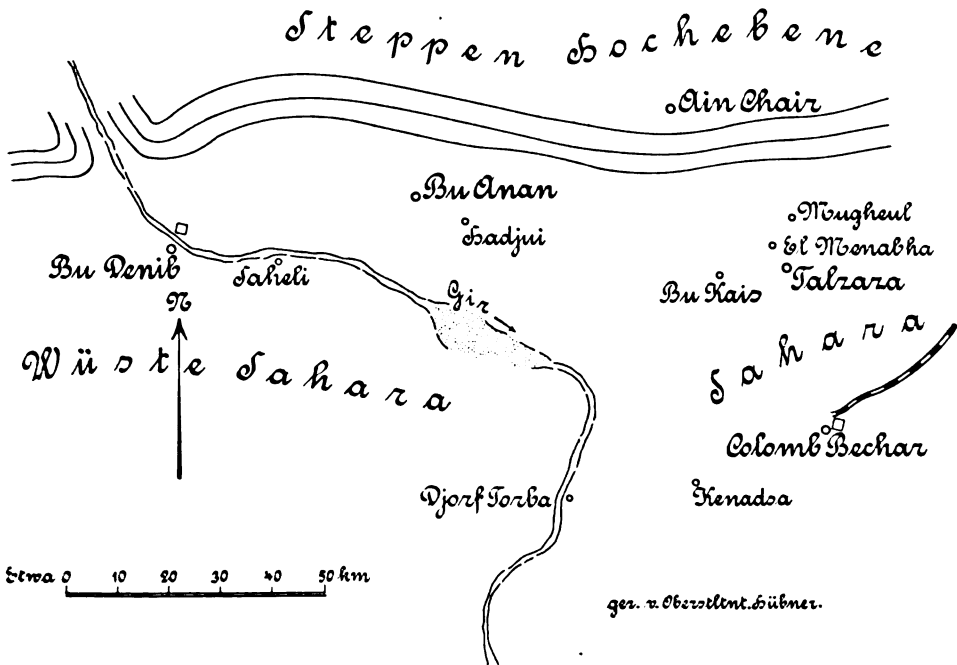 Steppen Hochebene
Ain Chair
Bu Anan
Hadjui
Mugheul
El Menabha
Talzaza
Bu Denib
Saheli
Bu Kais
Gir
N
Wüste Sahara
Sahara
Colomb Bechar
Djorf Torba
Kenadsa
Etwa 0 10 20 30 40 50 km
gez. v. Oberstltnt. Hübner.